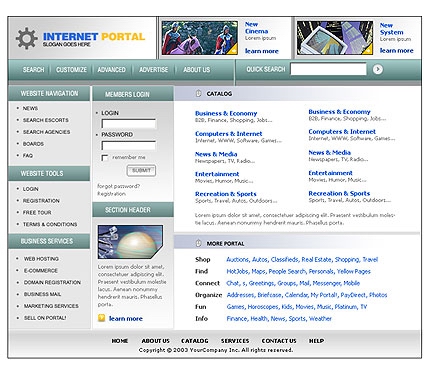 INTERNET PORTAL
SLOGAN GOES HERE
New
Cinema
learn more
New
System
learn more
SEARCH | CUSTOMIZE | ADVANCED | ADVERTISE | ABOUT US
QUICK SEARCH
WEBSITE NAVIGATION
NEWS
SEARCH ESCORTS
SEARCH AGENCIES
BOARDS
FAQ
WEBSITE TOOLS
LOGIN
REGISTRATION
FREE TOUR
TERMS & CONDITIONS
BUSINESS SERVICES
WEB HOSTING
E-COMMERCE
DOMAIN REGISTRATION
BUSINESS MAIL
MARKETING SERVICES
SELL ON PORTAL!
MEMBERS LOGIN
LOGIN
PASSWORD
remember me
SUBMIT
forgot password?
Registration
SECTION HEADER
Lorem ipsum dolor sit
amet, consectetuer
adipiscing elit. Praesent
vestibulum molestie
lacus. Aenean nonummy
hendrerit mauris. Phasellus
porta.
learn more
CATALOG
Business & Economy
B2B, Finance, Shopping, Jobs...
Computers & Internet
Internet, WWW, Software, Games...
News & Media
Newspapers, TV, Radio...
Entertainment
Movies, Humor, Music...
Recreation & Sports
Sports, Travel, Autos, Outdoors...
Business & Economy
B2B, Finance, Shopping, Jobs...
Computers & Internet
Internet, WWW, Software, Games...
News & Media
Newspapers, TV, Radio...
Entertainment
Movies, Humor, Music...
Recreation & Sports
Sports, Travel, Autos, Outdoors...
Lorem ipsum dolor sit amet, consectetuer adipiscing elit. Praesent vestibulum molestie lacus. Aenean nonummy hendrerit mauris. Phasellus porta.
MORE PORTAL
Shop Auctions, Autos, Classifieds, Real Estate, Shopping, Travel
Find HotJobs, Maps, People Search, Personals, Yellow Pages
Connect Chat, s, Greetings, Groups, Mail, Messenger, Mobile
Organize Addresses, Briefcase, Calendar, My Portal!, PayDirect, Photos
Fun Games, Horoscopes, Kids, Movies, Music, Platinum, TV
Info Finance, Health, News, Sports, Weather
HOME ABOUT US CATALOG SERVICES CONTACT US HELP
Copyright © 2003 YourCompany Inc. All rights reserved.